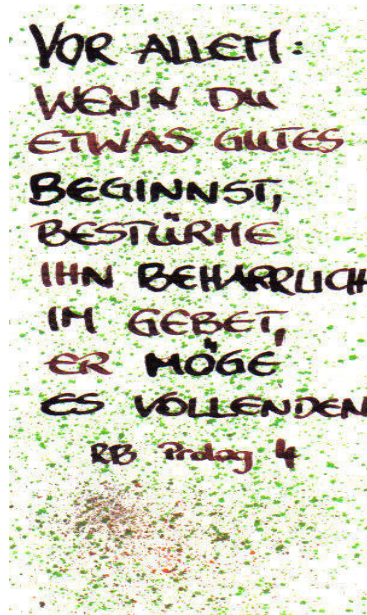 VOR ALLEM:
WENN DU
ETWAS GUTES
BEGINNST,
BESTÜRME
IHN BEHARRLICH
IM GEBET,
ER MÖGE
ES VOLLENDEN
RB Prolog 4